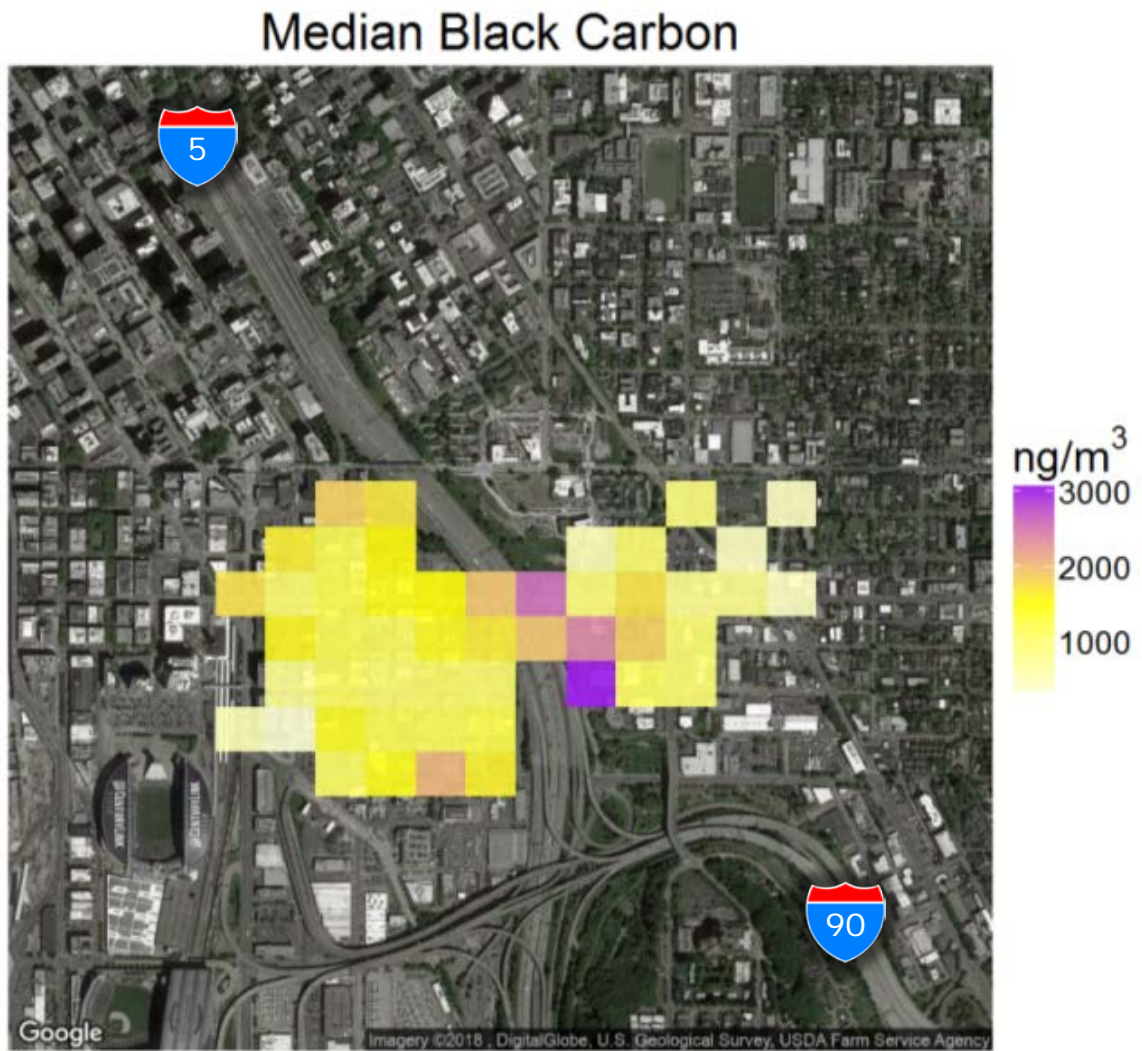 Median Black Carbon
5
ng/m³
3000
2000
1000
90
Google
Imagery ©2018 , DigitalGlobe, U.S. Geological Survey, USDA Farm Service Agency